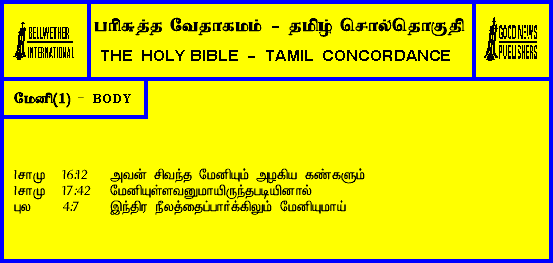 BELLWETHER
INTERNATIONAL
பரிசுத்த வேதாகமம் - தமிழ் சொல்தொகுதி
THE HOLY BIBLE - TAMIL CONCORDANCE
GOOD NEWS
PUBLISHERS
மேனி(1) - BODY
1சாமு 16:12 அவன் சிவந்த மேனியும் அழகிய கண்களும்
1சாமு 17:42 மேனியுள்ளவனுமாயிருந்தபடியினால்
புல 4:7 இந்திர நீலத்தைப்பார்க்கிலும் மேனியுமாய்